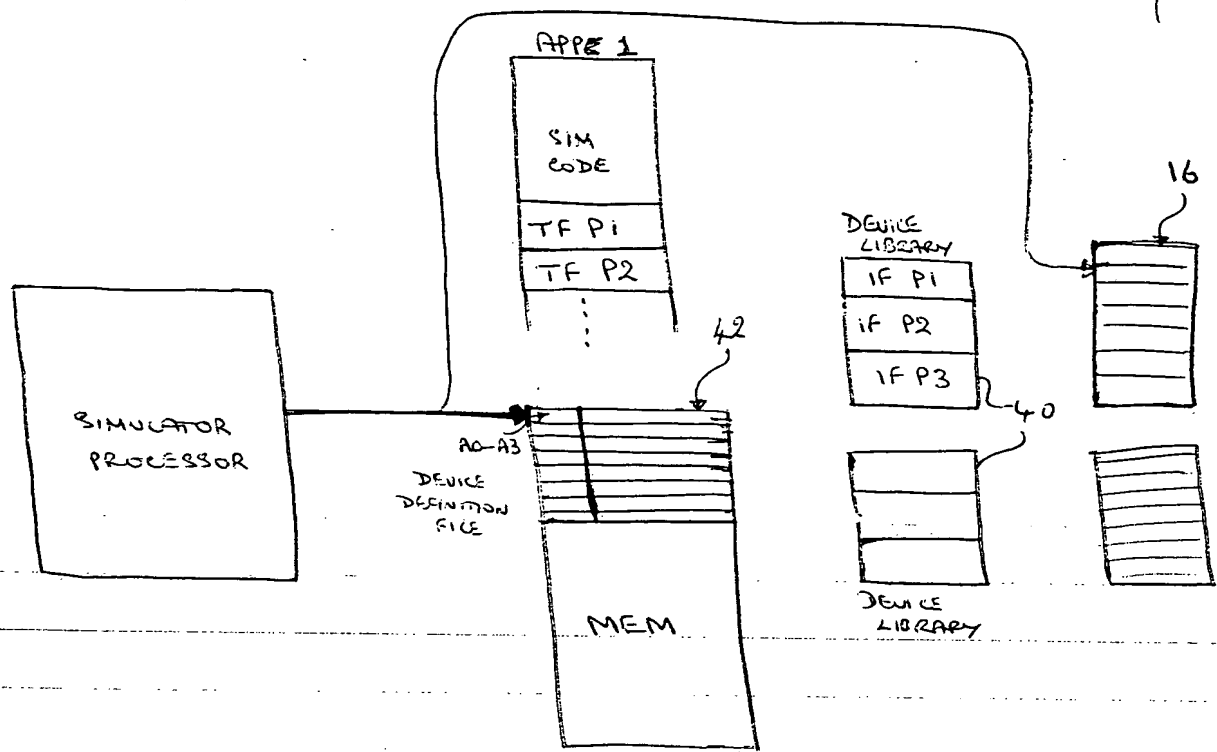 APPE 1
SIM
CODE
TF P1
TF P2
SIMULATOR
PROCESSOR
42
A0-A3
DEVICE
DEFINITION
FILE
MEM
DEVICE
LIBRARY
IF P1
IF P2
IF P3
40
DEVICE
LIBRARY
16